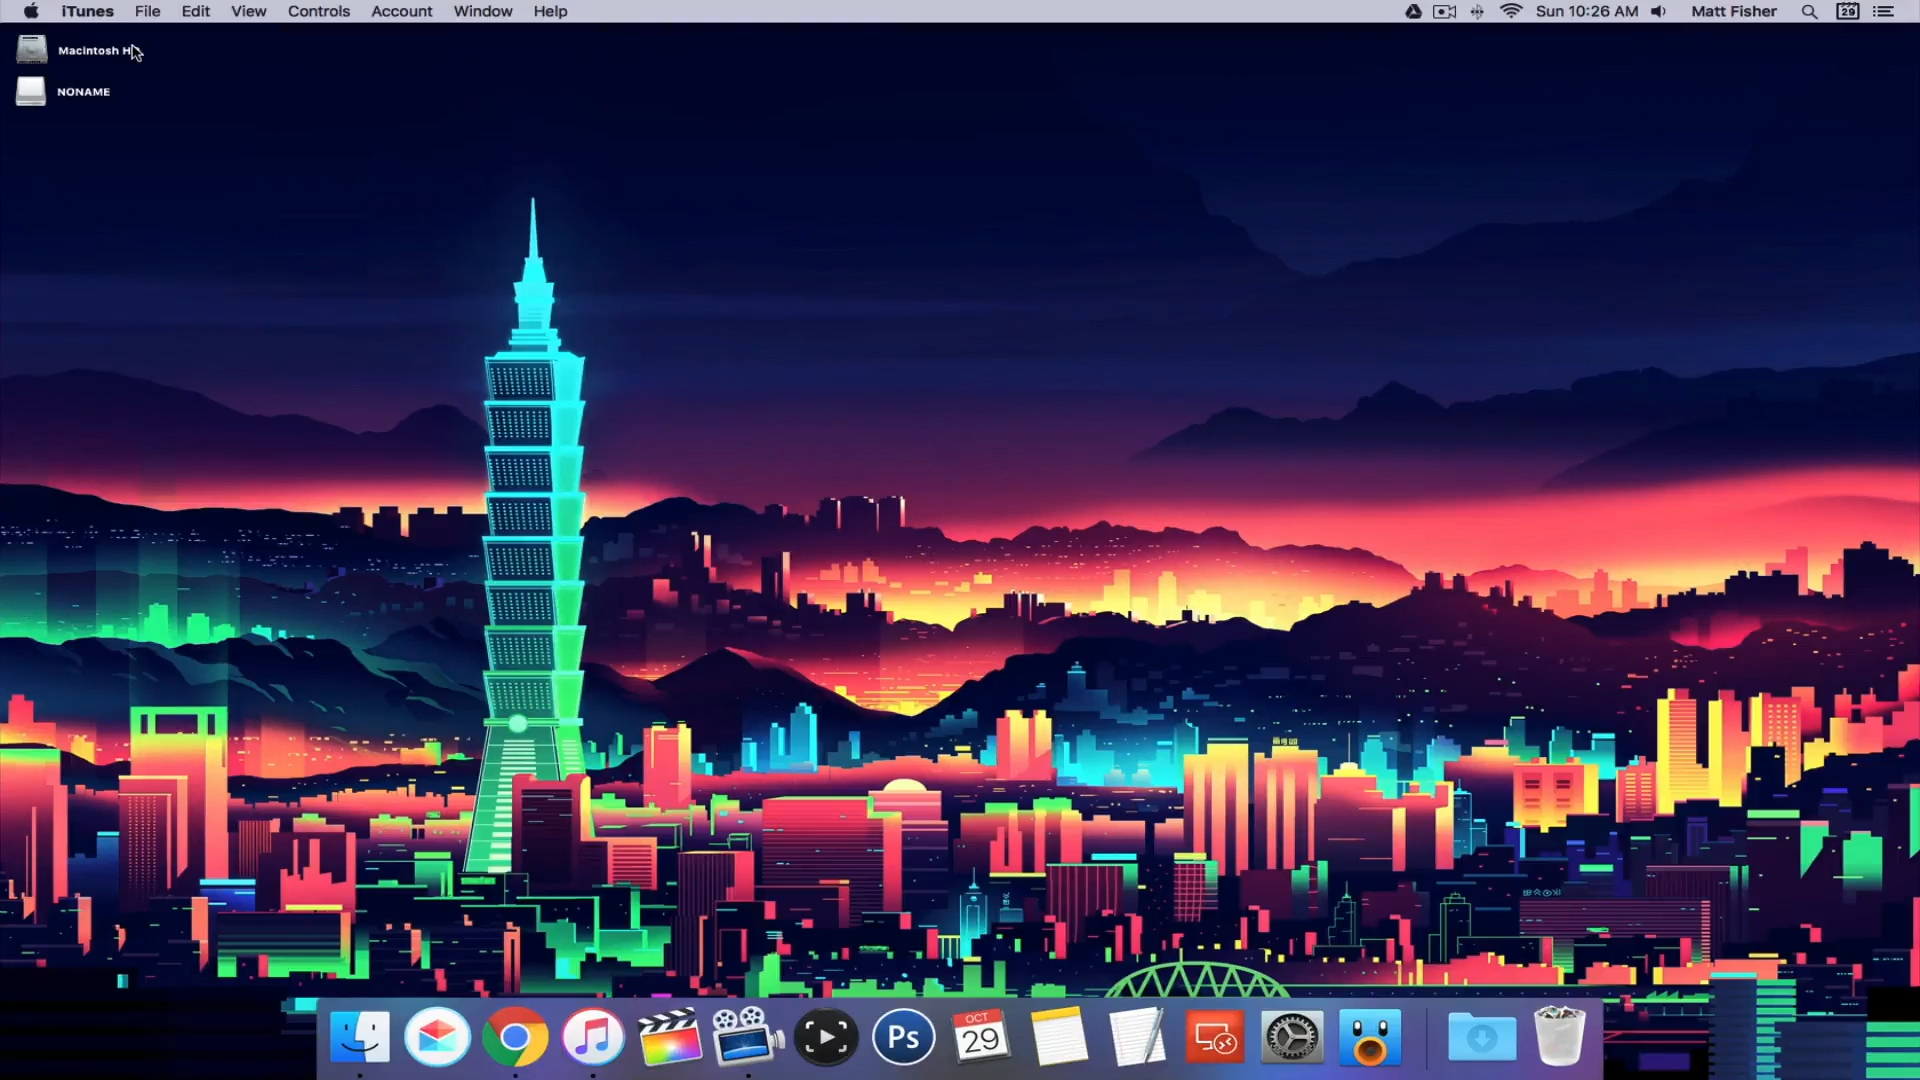 iTunes File Edit View Controls Account Window Help Sun 10:26 AM Matt Fisher 29
Macintosh H
NONAME
Ps
OCT
29